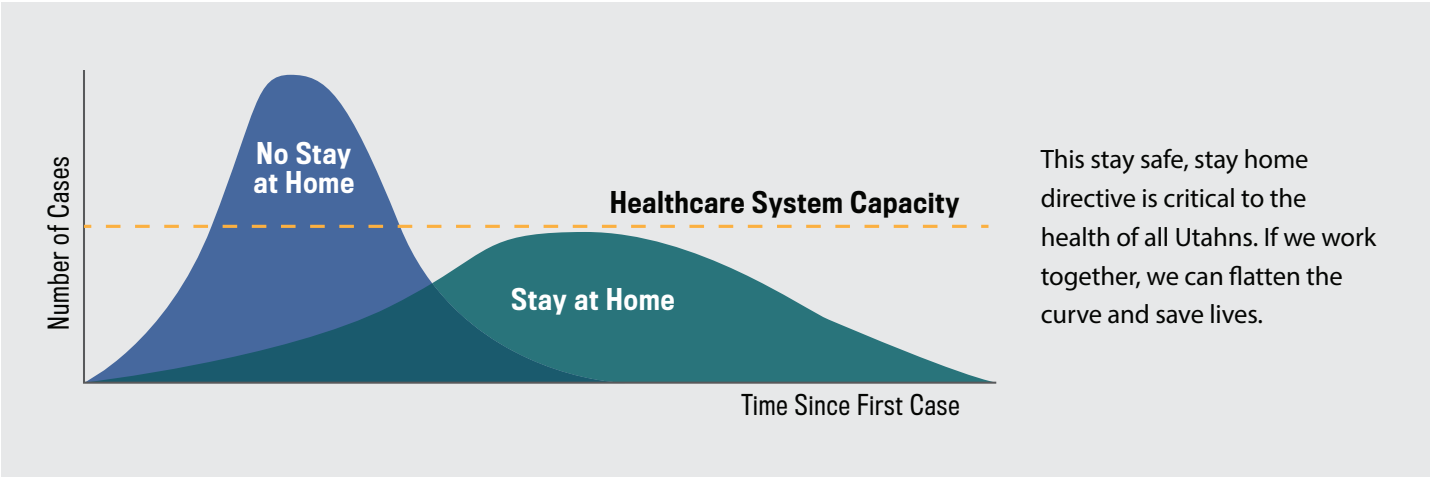 No Stay
at Home
Healthcare System Capacity
Stay at Home
Number of Cases
Time Since First Case
This stay safe, stay home
directive is critical to the
health of all Utahns. If we work
together, we can flatten the
curve and save lives.